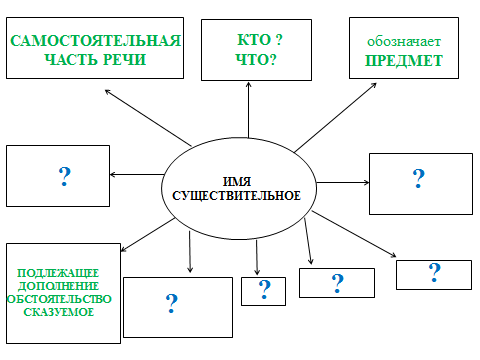 САМОСТОЯТЕЛЬНАЯ
ЧАСТЬ РЕЧИ
КТО ?
ЧТО?
обозначает
ПРЕДМЕТ
?
ИМЯ
СУЩЕСТВИТЕЛЬНОЕ
?
ПОДЛЕЖАЩЕЕ
ДОПОЛНЕНИЕ
ОБСТОЯТЕЛЬСТВО
СКАЗУЕМОЕ
?
?
?
?